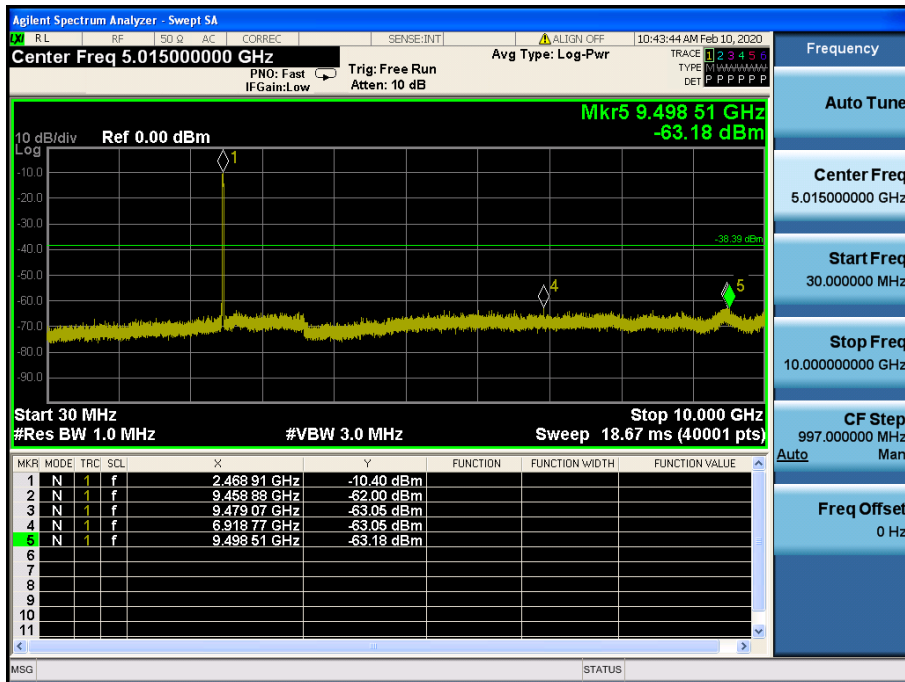 Agilent Spectrum Analyzer - Swept SA
LXI RL RF 50 Ω AC CORREC SENSE:INT ALIGN OFF 10:43:44 AM Feb 10, 2020
Center Freq 5.015000000 GHz
PNO: Fast
IFGain:Low
Trig: Free Run
Atten: 10 dB
Avg Type: Log-Pwr
TRACE 1 2 3 4 5 6
TYPE M WWWWW
DET P P P P P P
Mkr5 9.498 51 GHz
-63.18 dBm
10 dB/div Ref 0.00 dBm
Log
1
-10.0
-20.0
-30.0
-38.39 dBm
-40.0
-50.0
4
5
-60.0
-70.0
-80.0
-90.0
Start 30 MHz Stop 10.000 GHz
#Res BW 1.0 MHz #VBW 3.0 MHz Sweep 18.67 ms (40001 pts)
MKR MODE TRC SCL X Y FUNCTION FUNCTION WIDTH FUNCTION VALUE
1 N 1 f 2.468 91 GHz -10.40 dBm
2 N 1 f 9.458 88 GHz -62.00 dBm
3 N 1 f 9.479 07 GHz -63.05 dBm
4 N 1 f 6.918 77 GHz -63.05 dBm
5 N 1 f 9.498 51 GHz -63.18 dBm
6
7
8
9
10
11
MSG STATUS
Frequency
Auto Tune
Center Freq
5.015000000 GHz
Start Freq
30.000000 MHz
Stop Freq
10.000000000 GHz
CF Step
997.000000 MHz
Auto Man
Freq Offset
0 Hz